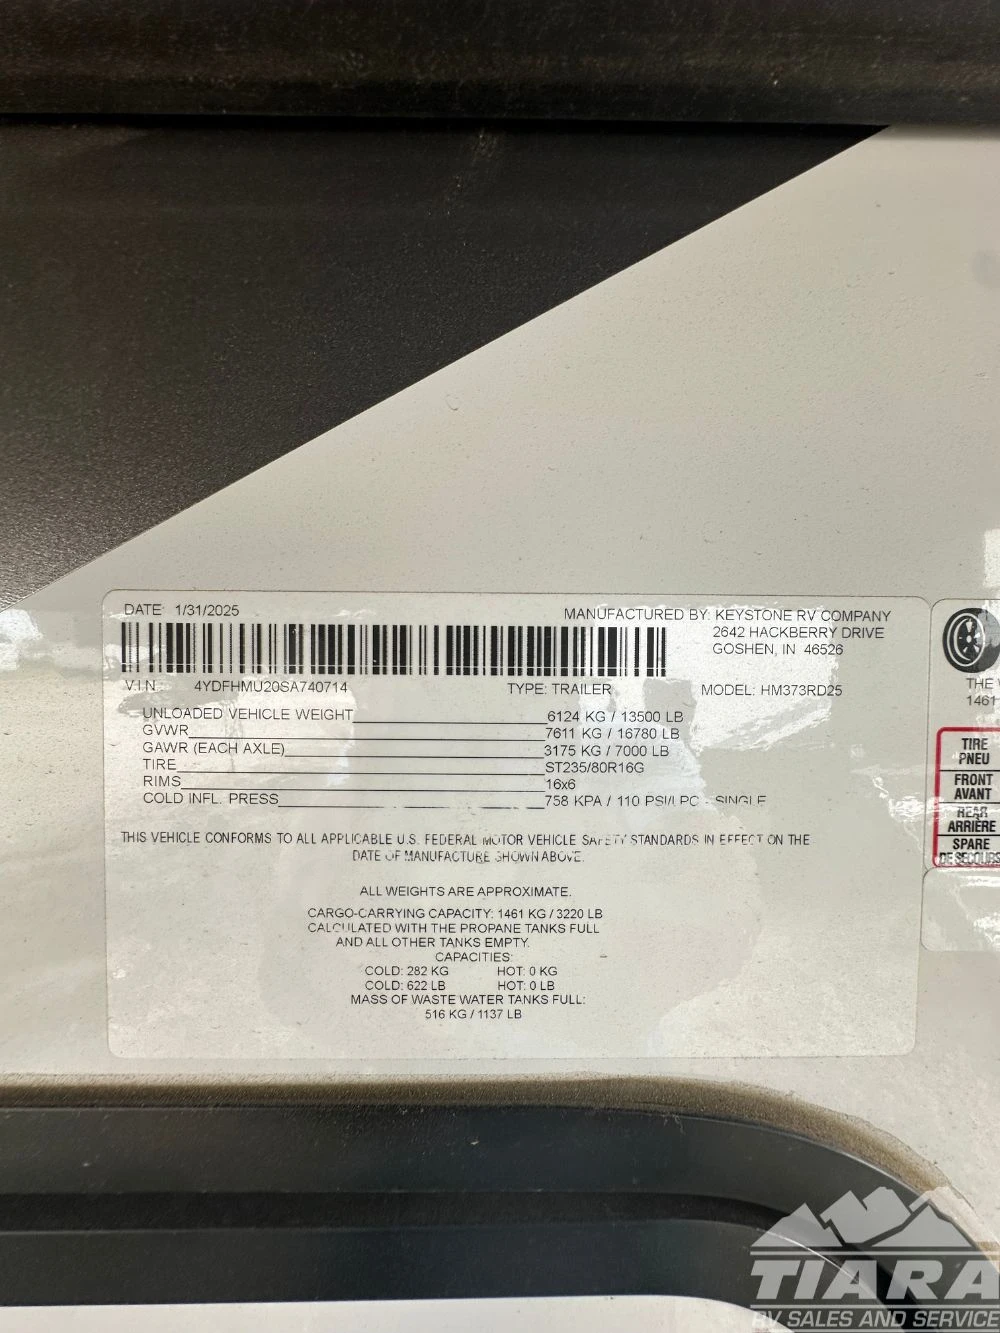 DATE: 1/31/2025
MANUFACTURED BY: KEYSTONE RV COMPANY
2642 HACKBERRY DRIVE
GOSHEN, IN 46526
V.I.N. 4YDFHMU20SA740714 TYPE: TRAILER MODEL: HM373RD25
UNLOADED VEHICLE WEIGHT 6124 KG / 13500 LB
GVWR 7611 KG / 16780 LB
GAWR (EACH AXLE) 3175 KG / 7000 LB
TIRE ST235/80R16G
RIMS 16x6
COLD INFL. PRESS 758 KPA / 110 PSI/LPC - SINGLE
THIS VEHICLE CONFORMS TO ALL APPLICABLE U.S. FEDERAL MOTOR VEHICLE SAFETY STANDARDS IN EFFECT ON THE
DATE OF MANUFACTURE SHOWN ABOVE.
ALL WEIGHTS ARE APPROXIMATE.
CARGO-CARRYING CAPACITY: 1461 KG / 3220 LB
CALCULATED WITH THE PROPANE TANKS FULL
AND ALL OTHER TANKS EMPTY.
CAPACITIES:
COLD: 282 KG HOT: 0 KG
COLD: 622 LB HOT: 0 LB
MASS OF WASTE WATER TANKS FULL:
516 KG / 1137 LB
THE
1461
TIRE
PNEU
FRONT
AVANT
REAR
ARRIÈRE
SPARE
DE SECOURS
TIARA
RV SALES AND SERVICE